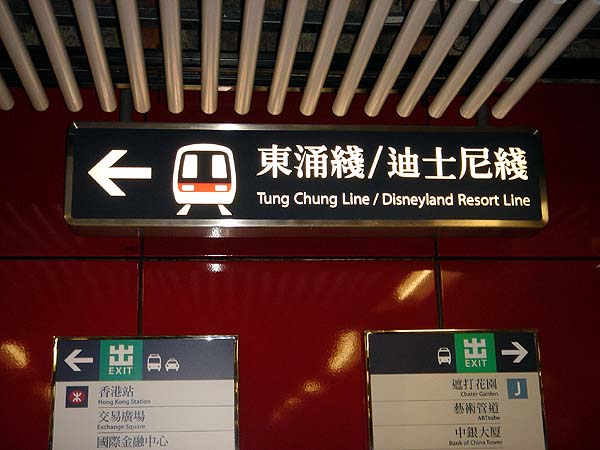 東涌綫/迪士尼綫
Tung Chung Line / Disneyland Resort Line
出
EXIT
香港站
Hong Kong Station
交易廣場
Exchange Square
國際金融中心
出
EXIT
遮打花園
Chater Garden
J
藝術管道
ARTtube
中銀大廈
Bank of China Tower